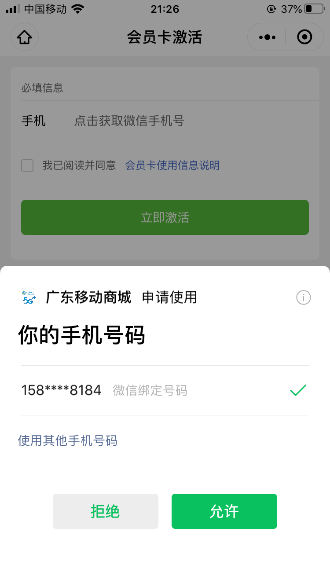 中国移动 21:26 37%
会员卡激活
必填信息
手机 点击获取微信手机号
我已阅读并同意 会员卡使用信息说明
立即激活
广东移动商城 申请使用
你的手机号码
158****8184 微信绑定号码
使用其他手机号码
拒绝 允许